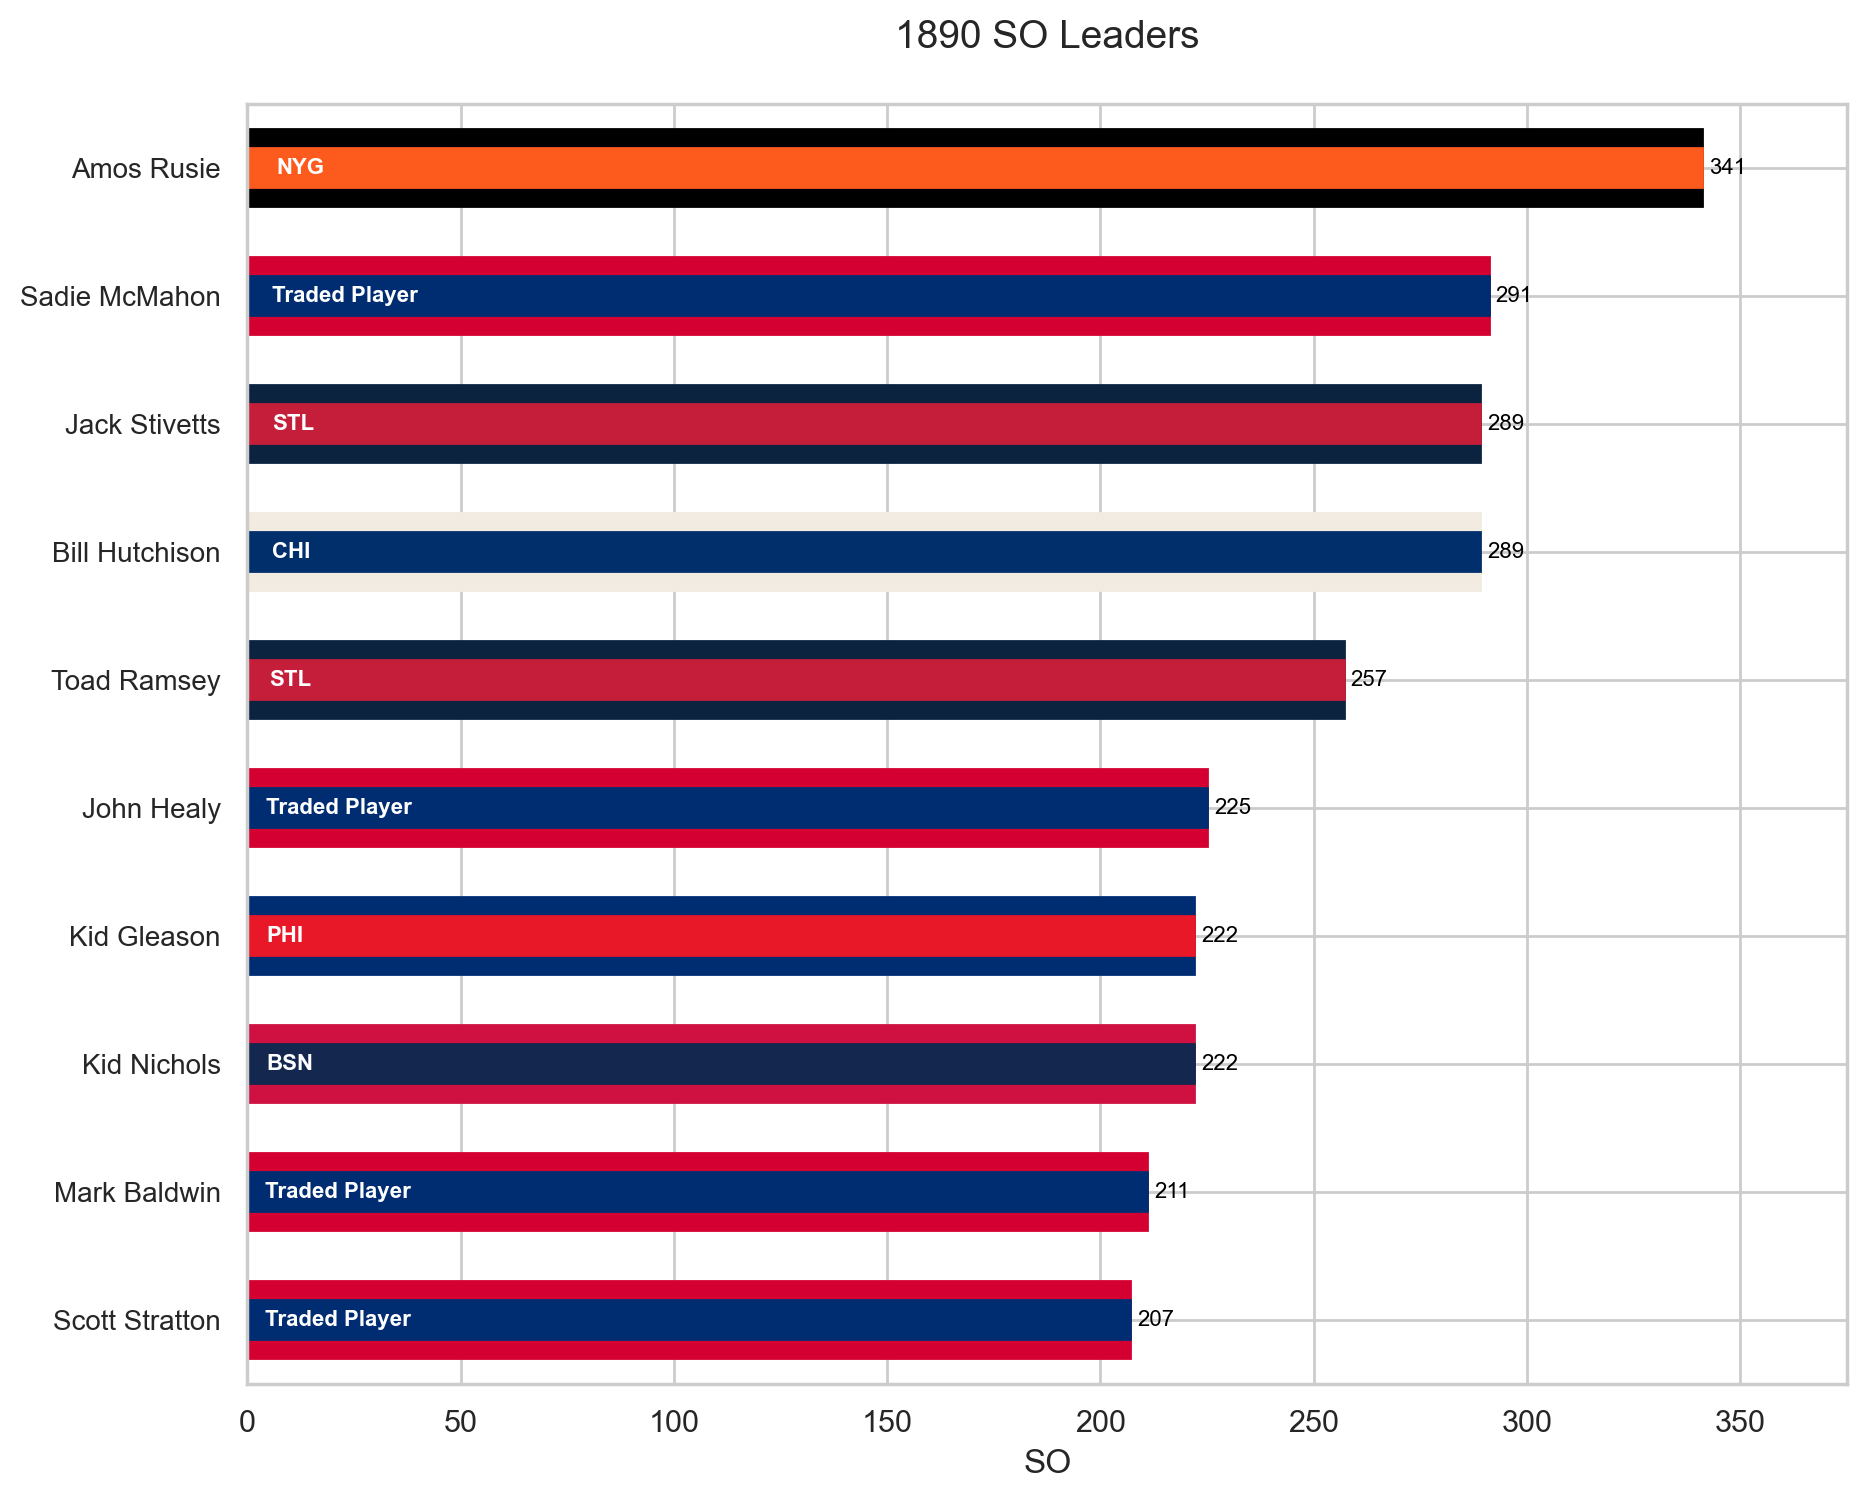 1890 SO Leaders
Amos Rusie NYG 341
Sadie McMahon Traded Player 291
Jack Stivetts STL 289
Bill Hutchison CHI 289
Toad Ramsey STL 257
John Healy Traded Player 225
Kid Gleason PHI 222
Kid Nichols BSN 222
Mark Baldwin Traded Player 211
Scott Stratton Traded Player 207
0 50 100 150 200 250 300 350
SO